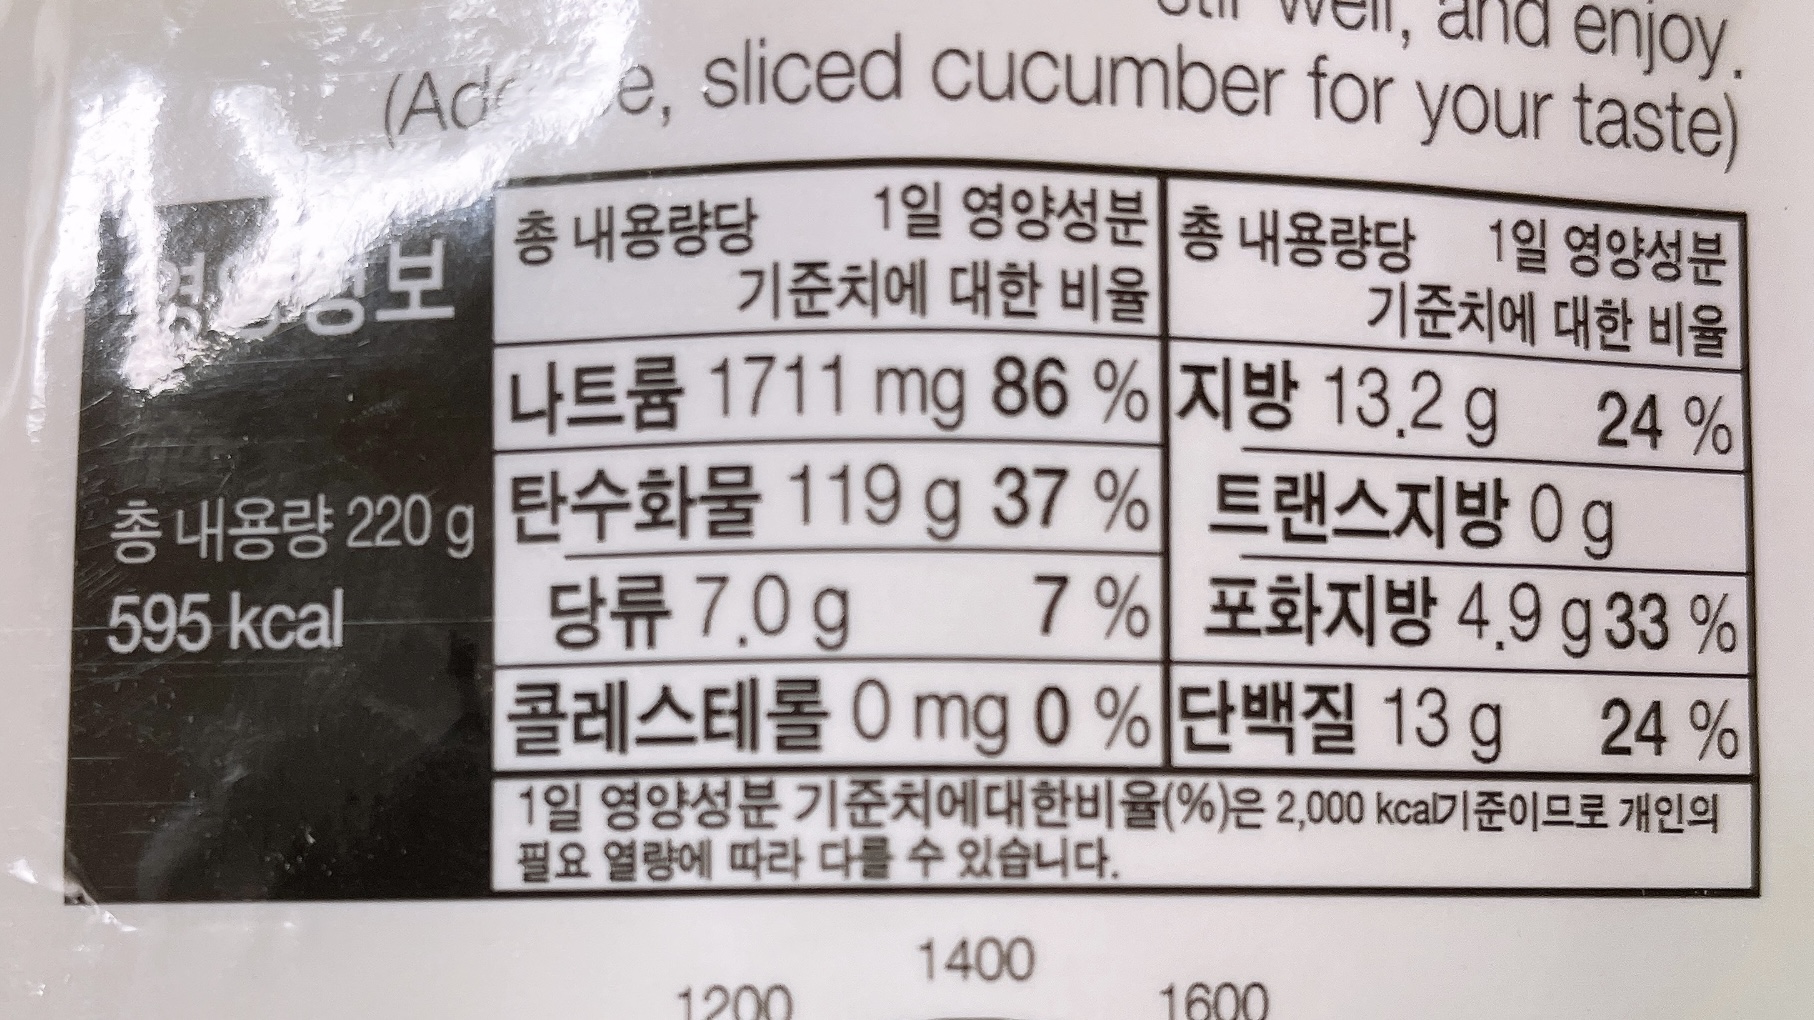 well, and enjoy.
sliced cucumber for your taste)
총 내용량당 1일 영양성분
기준치에 대한 비율
총 내용량당 1일 영양성분
기준치에 대한 비율
총 내용량 220 g
595 kcal
나트륨 1711 mg 86 %
지방 13.2 g 24 %
탄수화물 119 g 37 %
트랜스지방 0 g
당류 7.0 g 7 %
포화지방 4.9 g 33 %
콜레스테롤 0 mg 0 %
단백질 13 g 24 %
1일 영양성분 기준치에대한비율(%)은 2,000 kcal기준이므로 개인의
필요 열량에 따라 다를 수 있습니다.
1400
1200 1600